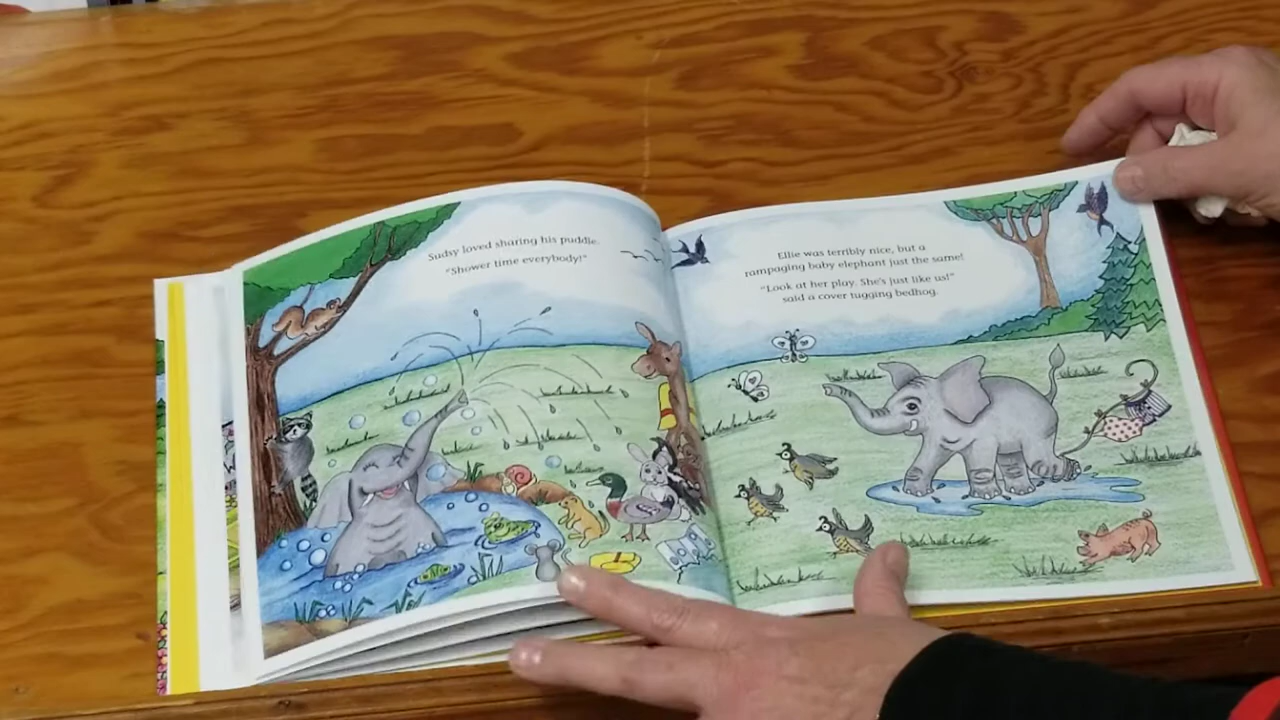 Sudsy loved sharing his puddle.
"Shower time everybody!"
Ellie was terribly nice, but a
rampaging baby elephant just the same!
"Look at her play. She's just like us!"
said a cover tugging bedhog.